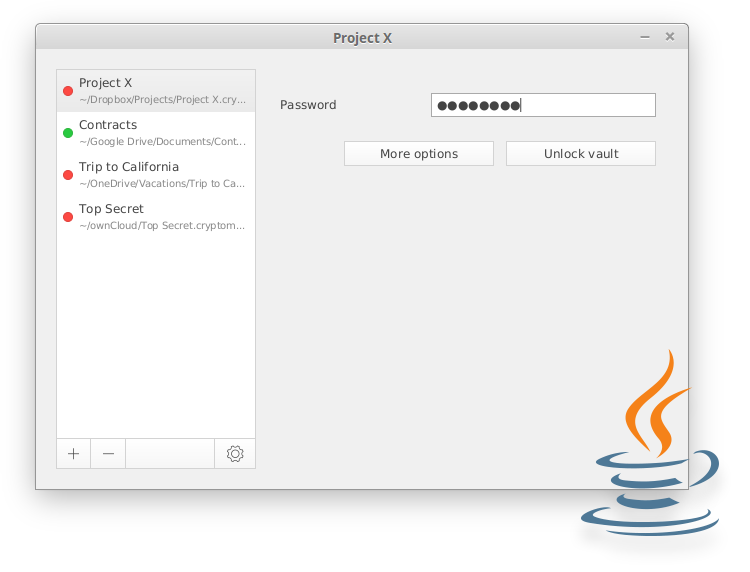 Project X
Project X
~/Dropbox/Projects/Project X.cry...
Contracts
~/Google Drive/Documents/Cont...
Trip to California
~/OneDrive/Vacations/Trip to Ca...
Top Secret
~/ownCloud/Top Secret.cryptom...
Password
More options
Unlock vault